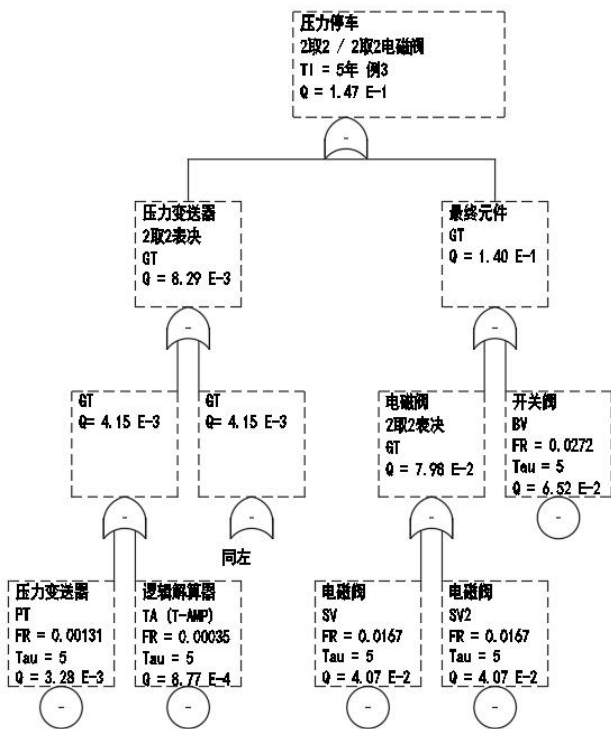 压力停车
2取2 / 2取2电磁阀
TI = 5年 例3
Q = 1.47 E-1
压力变送器
2取2表决
GT
Q = 8.29 E-3
最终元件
GT
Q = 1.40 E-1
GT
Q= 4.15 E-3
GT
Q= 4.15 E-3
电磁阀
2取2表决
GT
Q = 7.98 E-2
开关阀
BV
FR = 0.0272
Tau = 5
Q = 6.52 E-2
同左
压力变送器
PT
FR = 0.00131
Tau = 5
Q = 3.28 E-3
逻辑解算器
TA (T-AMP)
FR = 0.00035
Tau = 5
Q = 8.77 E-4
电磁阀
SV
FR = 0.0167
Tau = 5
Q = 4.07 E-2
电磁阀
SV2
FR = 0.0167
Tau = 5
Q = 4.07 E-2